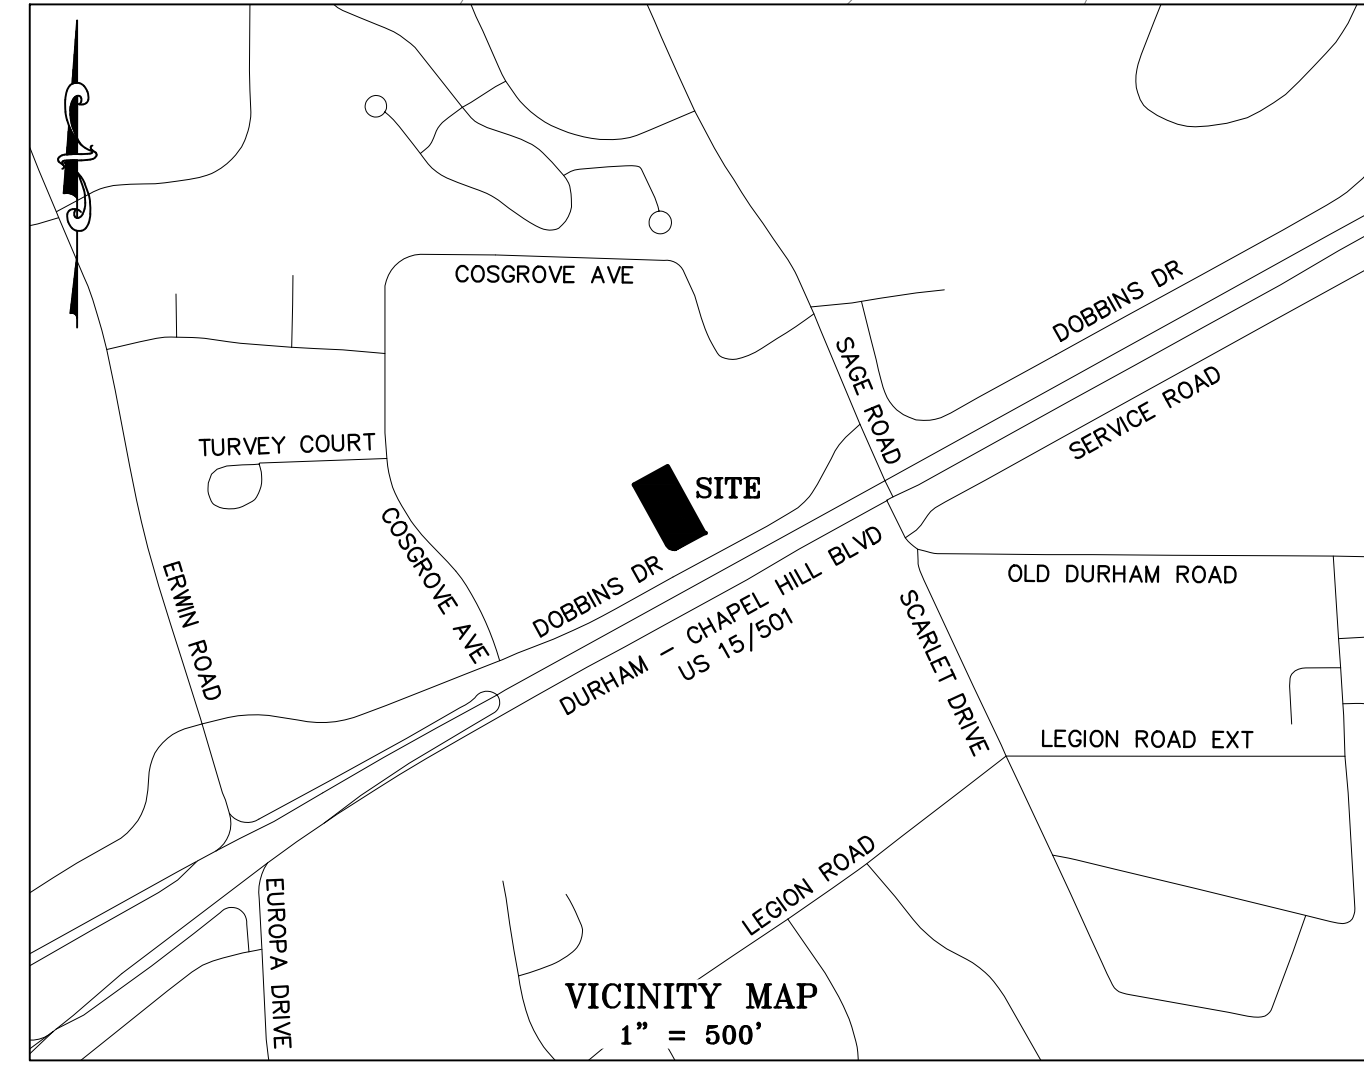 COSGROVE AVE
DOBBINS DR
SAGE ROAD
SERVICE ROAD
TURVEY COURT
SITE
COSGROVE AVE
DOBBINS DR
DURHAM - CHAPEL HILL BLVD
US 15/501
OLD DURHAM ROAD
ERWIN ROAD
SCARLET DRIVE
LEGION ROAD EXT
LEGION ROAD
EUROPA DRIVE
VICINITY MAP
1" = 500'